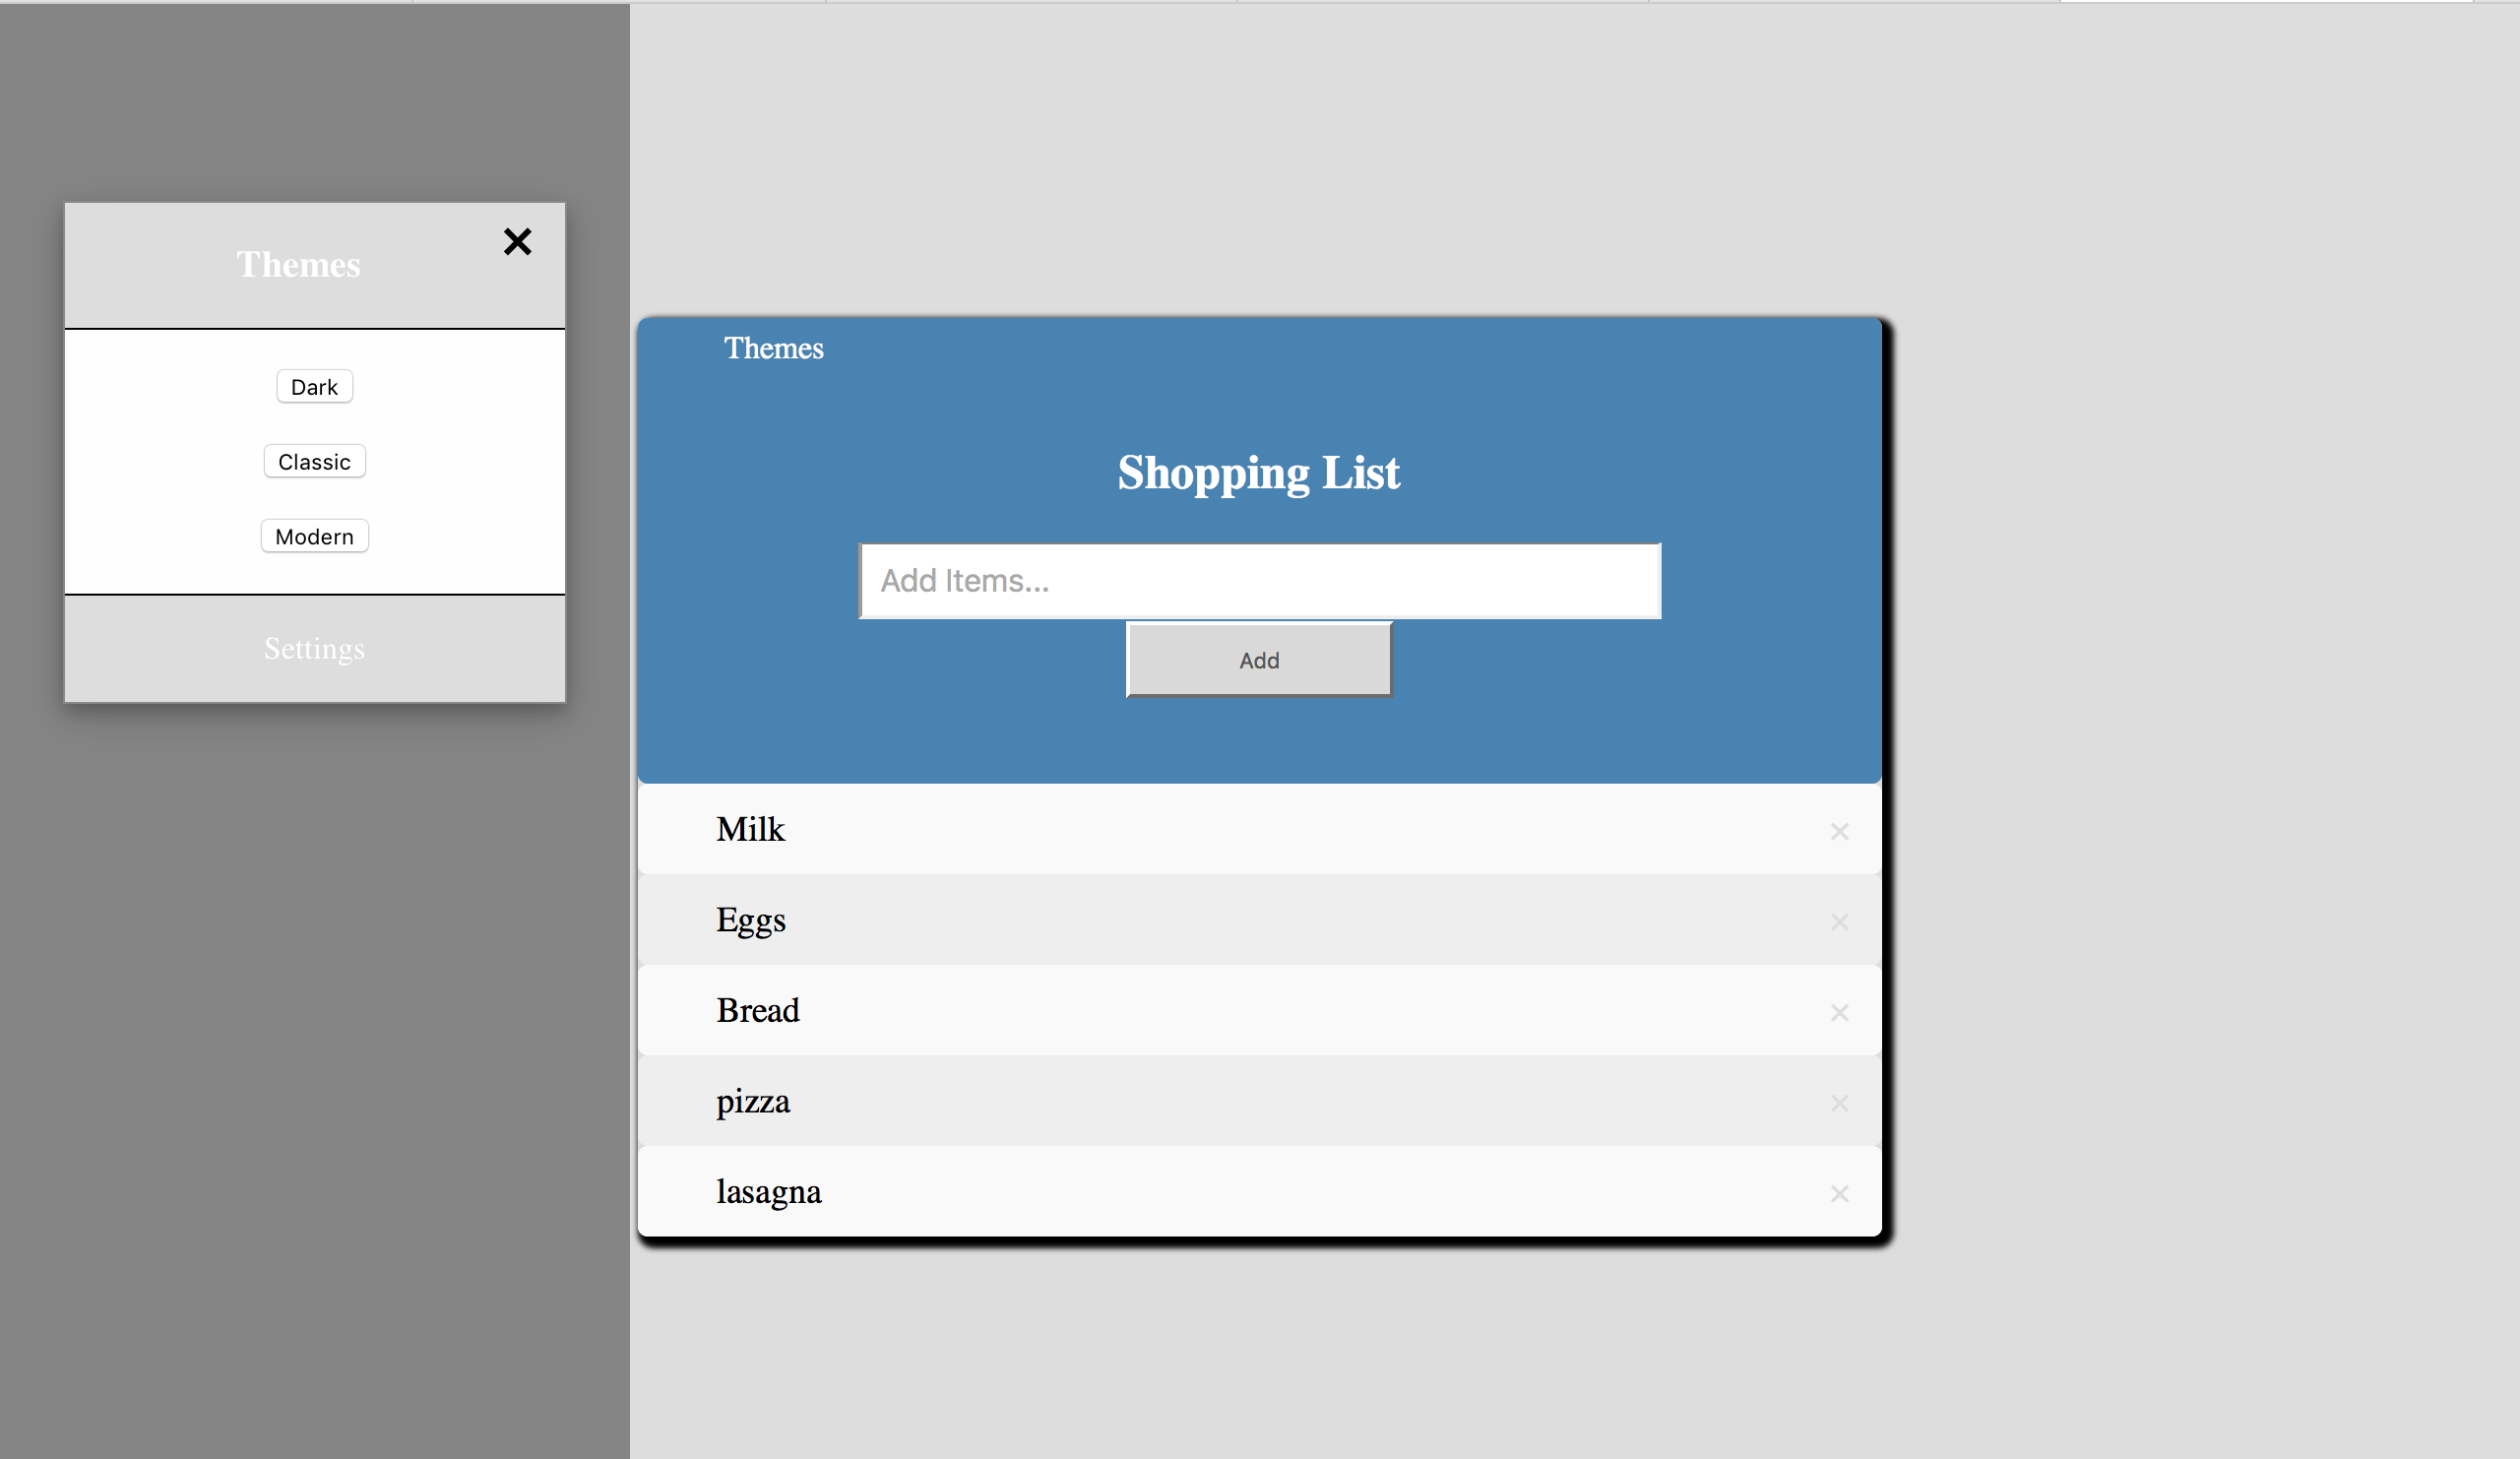 Themes
Dark
Classic
Modern
Settings
Themes
Shopping List
Add Items...
Add
Milk
Eggs
Bread
pizza
lasagna